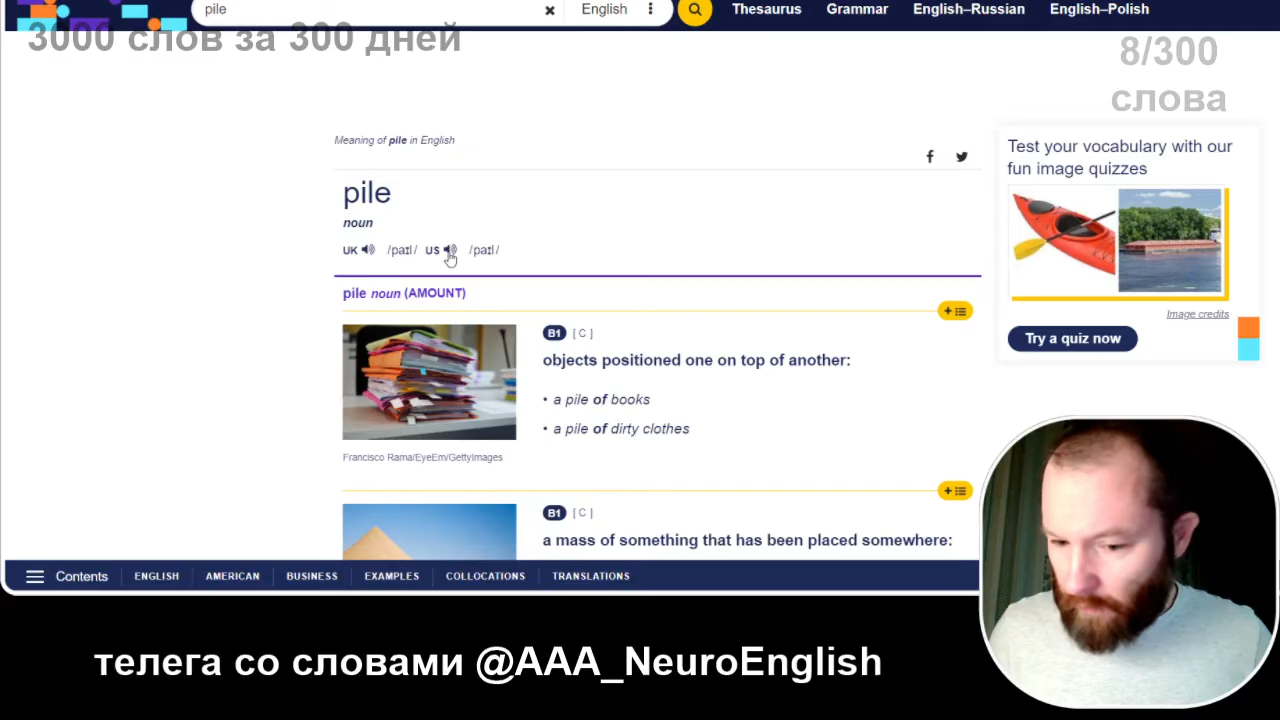 pile
English
Thesaurus
Grammar
English–Russian
English–Polish
3000 слов за 300 дней
8/300
слова
Meaning of pile in English
pile
noun
UK /paɪl/ US /paɪl/
pile noun (AMOUNT)
B1 [ C ]
objects positioned one on top of another:
• a pile of books
• a pile of dirty clothes
Francisco Rama/EyeEm/GettyImages
B1 [ C ]
a mass of something that has been placed somewhere:
Test your vocabulary with our
fun image quizzes
Image credits
Try a quiz now
Contents
ENGLISH
AMERICAN
BUSINESS
EXAMPLES
COLLOCATIONS
TRANSLATIONS
телега со словами @AAA_NeuroEnglish